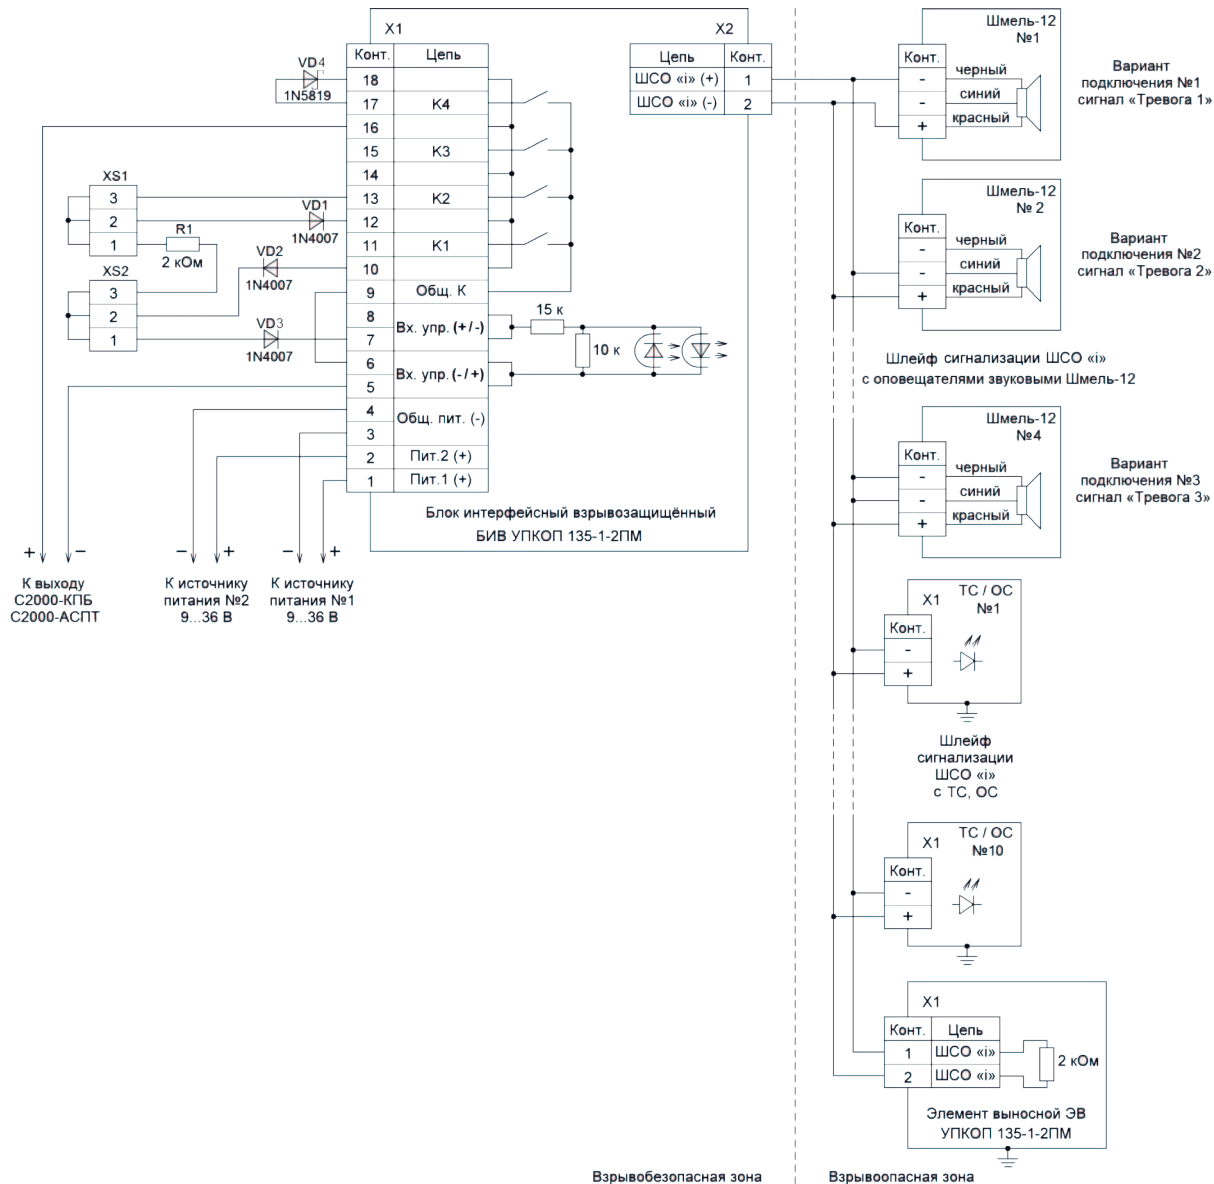 X1
Конт.
Цепь
18
17
К4
16
15
К3
14
13
К2
12
11
К1
10
9
Общ. К
8
Вх. упр. (+/-)
7
6
Вх. упр. (-/+)
5
4
Общ. пит. (-)
3
2
Пит.2 (+)
1
Пит.1 (+)
VD4
1N5819
XS1
3
2
1
VD1
1N4007
R1
2 кОм
VD2
1N4007
XS2
3
2
1
VD3
1N4007
15 к
10 к
X2
Цепь
Конт.
ШСО «i» (+)
1
ШСО «i» (-)
2
Блок интерфейсный взрывозащищённый
БИВ УПКОП 135-1-2ПМ
+
−
К выходу
С2000-КПБ
С2000-АСПТ
−
+
К источнику
питания №2
9...36 В
−
+
К источнику
питания №1
9...36 В
Шмель-12
№1
Конт.
-
черный
-
синий
+
красный
Вариант
подключения №1
сигнал «Тревога 1»
Шмель-12
№ 2
Конт.
-
черный
-
синий
+
красный
Вариант
подключения №2
сигнал «Тревога 2»
Шлейф сигнализации ШСО «i»
с оповещателями звуковыми Шмель-12
Шмель-12
№4
Конт.
-
черный
-
синий
+
красный
Вариант
подключения №3
сигнал «Тревога 3»
X1
ТС / ОС
№1
Конт.
-
+
Шлейф
сигнализации
ШСО «i»
с ТС, ОС
X1
ТС / ОС
№10
Конт.
-
+
X1
Конт.
Цепь
1
ШСО «i»
2
ШСО «i»
2 кОм
Элемент выносной ЭВ
УПКОП 135-1-2ПМ
Взрывобезопасная зона
Взрывоопасная зона